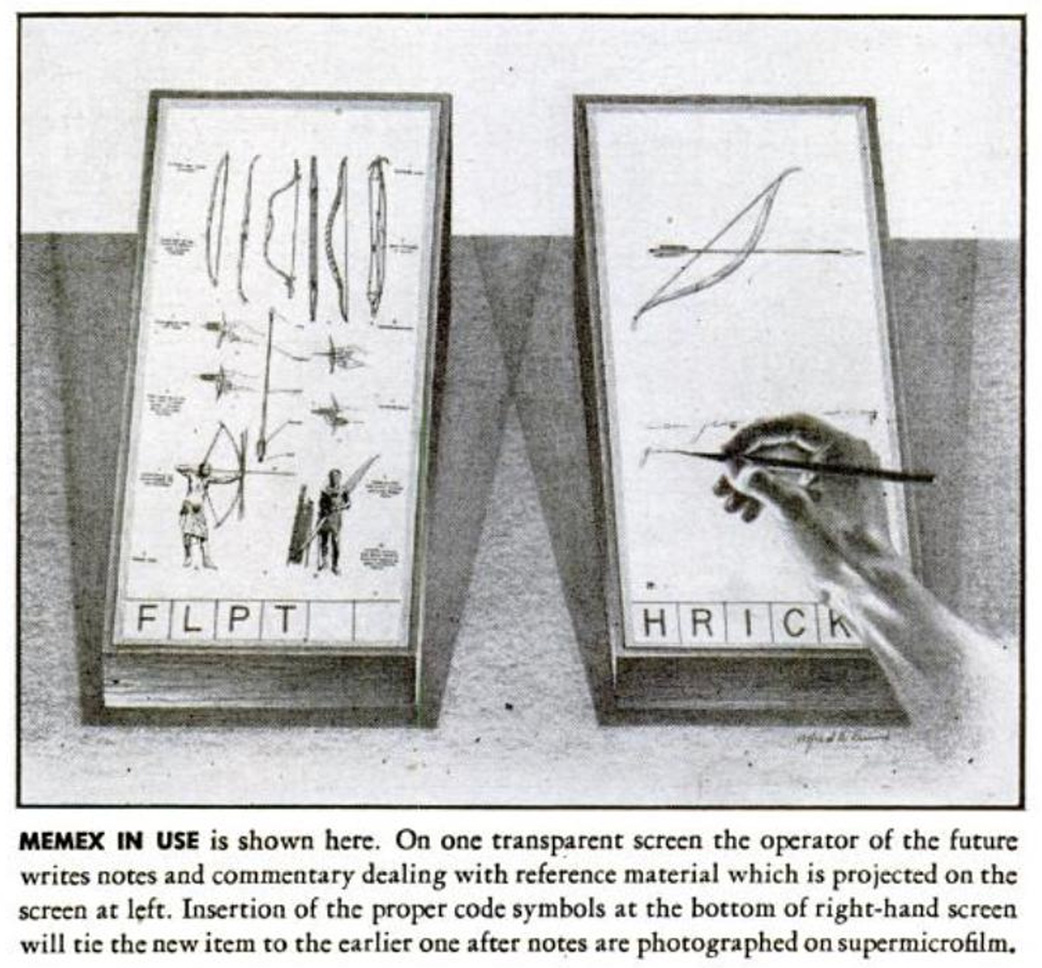 F L P T
H R I C K
MEMEX IN USE is shown here. On one transparent screen the operator of the future
writes notes and commentary dealing with reference material which is projected on the
screen at left. Insertion of the proper code symbols at the bottom of right-hand screen
will tie the new item to the earlier one after notes are photographed on supermicrofilm.